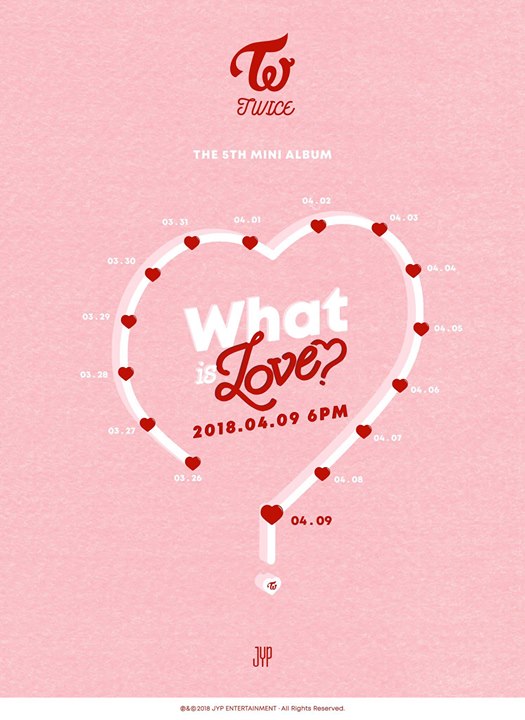 TW
TWICE
THE 5TH MINI ALBUM
04.02
03.31
04.01
04.03
03.30
04.04
03.29
04.05
What
is Love?
03.28
04.06
2018.04.09 6PM
03.27
04.07
03.26
04.08
04.09
TW
JYP
℗&©2018 JYP ENTERTAINMENT · All Rights Reserved.